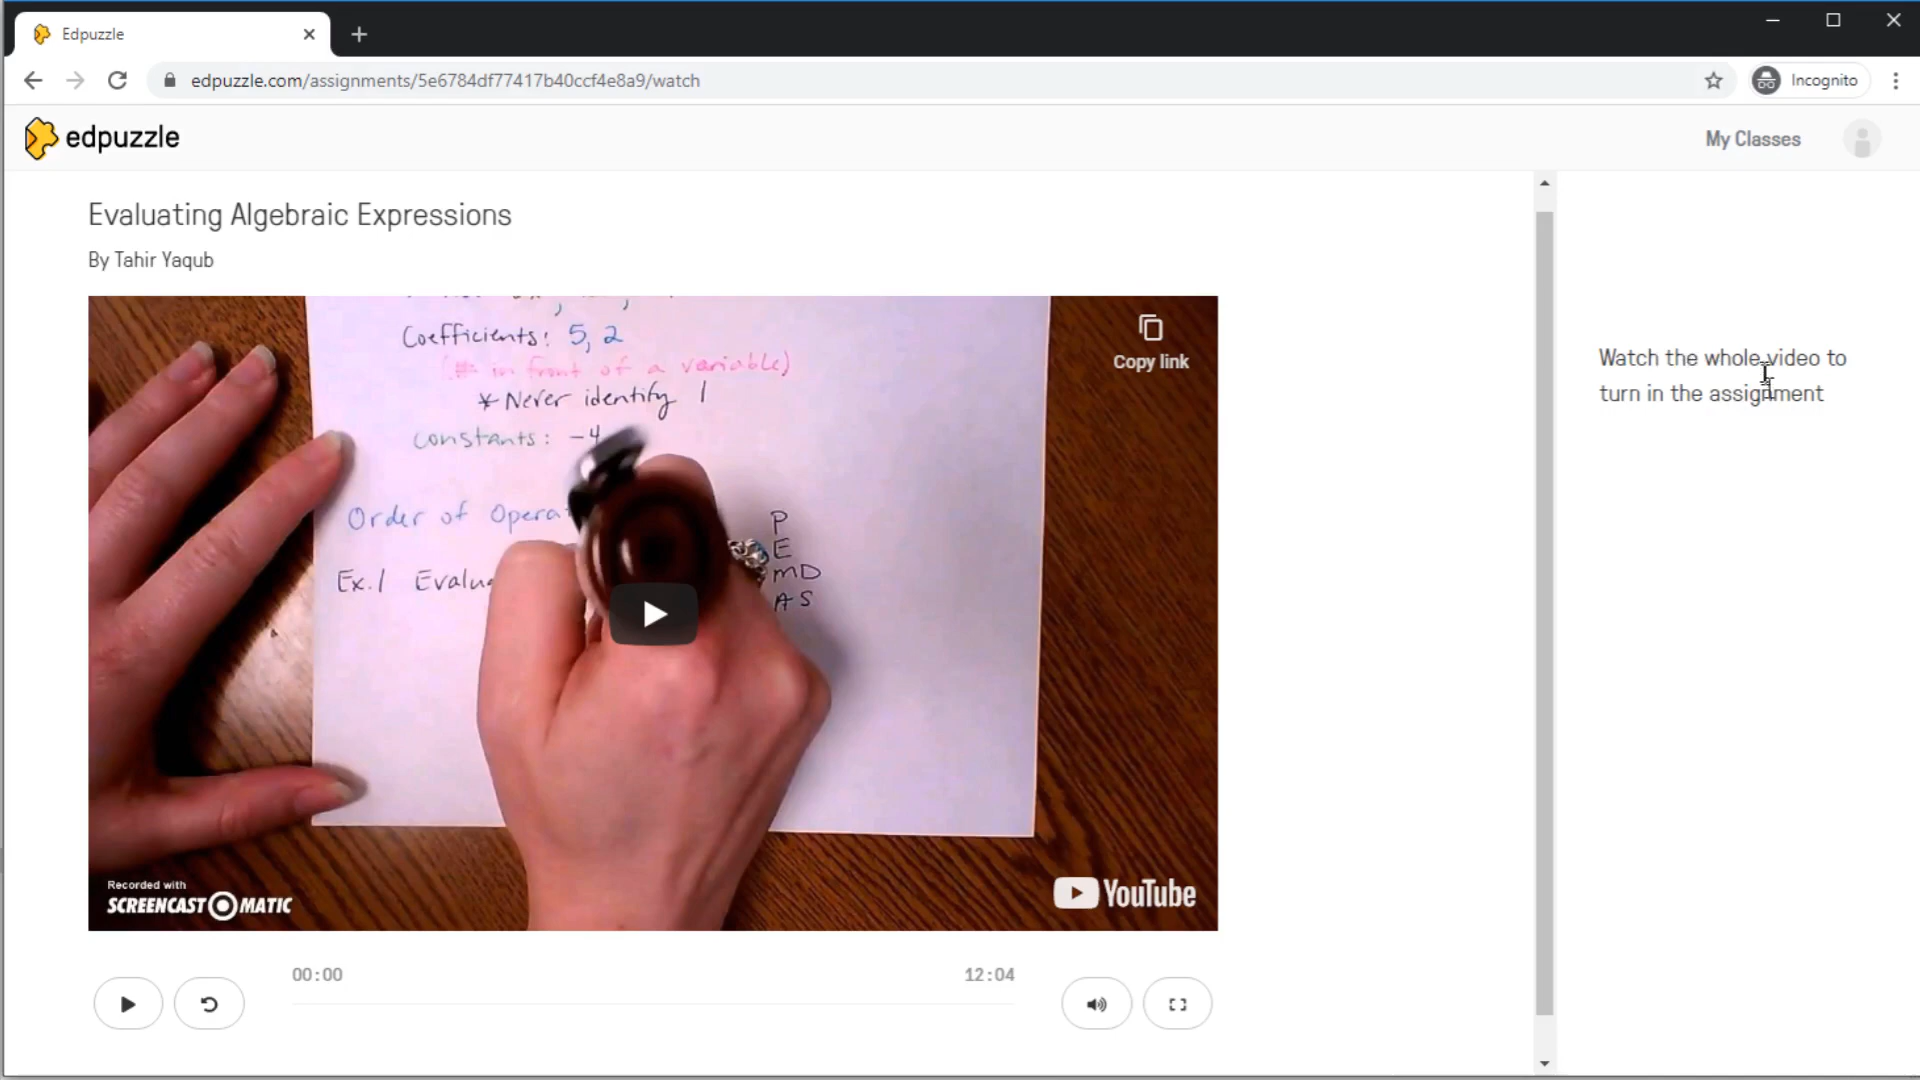 Edpuzzle
edpuzzle.com/assignments/5e6784df77417b40ccf4e8a9/watch
Incognito
edpuzzle
My Classes
Evaluating Algebraic Expressions
By Tahir Yaqub
Coefficients: 5, 2
(# in front of a variable)
* Never identify 1
Constants: -4
Order of
P
E
MD
AS
Ex.1
Copy link
Recorded with
SCREENCAST MATIC
YouTube
00:00
12:04
Watch the whole video to
turn in the assignment